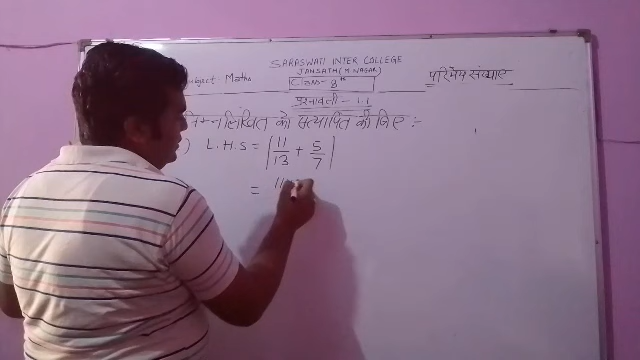 SARASWATI INTER COLLEGE
JANSATH (M.NAGAR)
Subject- Maths Class- 8th परिमेय संख्याएं
प्रश्नावली - 1.1
निम्नलिखित को सत्यापित कीजिए :-
) L.H.S = | 11/13 + 5/7 |
= 11